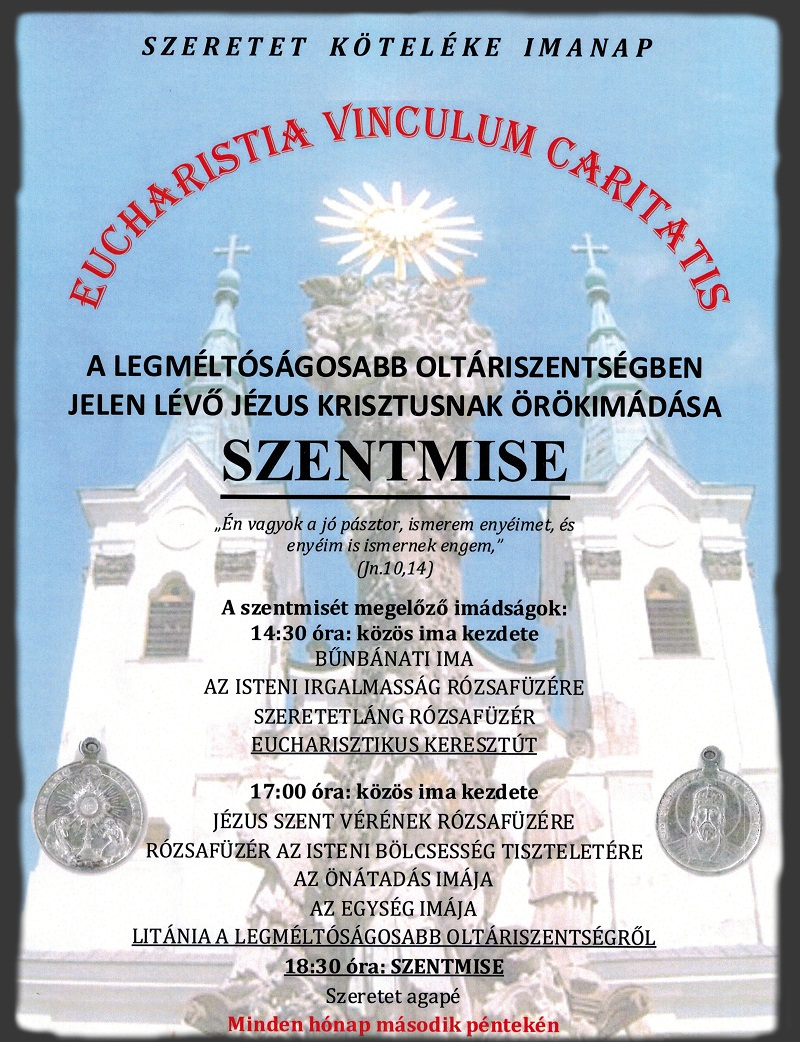 SZERETET KÖTELÉKE IMANAP
EUCHARISTIA VINCULUM CARITATIS
A LEGMÉLTÓSÁGOSABB OLTÁRISZENTSÉGBEN
JELEN LÉVŐ JÉZUS KRISZTUSNAK ÖRÖKIMÁDÁSA
SZENTMISE
„Én vagyok a jó pásztor, ismerem enyéimet, és
enyéim is ismernek engem,”
(Jn.10,14)
A szentmisét megelőző imádságok:
14:30 óra: közös ima kezdete
BŰNBÁNATI IMA
AZ ISTENI IRGALMASSÁG RÓZSAFÜZÉRE
SZERETETLÁNG RÓZSAFÜZÉR
EUCHARISZTIKUS KERESZTÚT
17:00 óra: közös ima kezdete
JÉZUS SZENT VÉRÉNEK RÓZSAFÜZÉRE
RÓZSAFÜZÉR AZ ISTENI BÖLCSESSÉG TISZTELETÉRE
AZ ÖNÁTADÁS IMÁJA
AZ EGYSÉG IMÁJA
LITÁNIA A LEGMÉLTÓSÁGOSABB OLTÁRISZENTSÉGRŐL
18:30 óra: SZENTMISE
Szeretet agapé
Minden hónap második péntekén